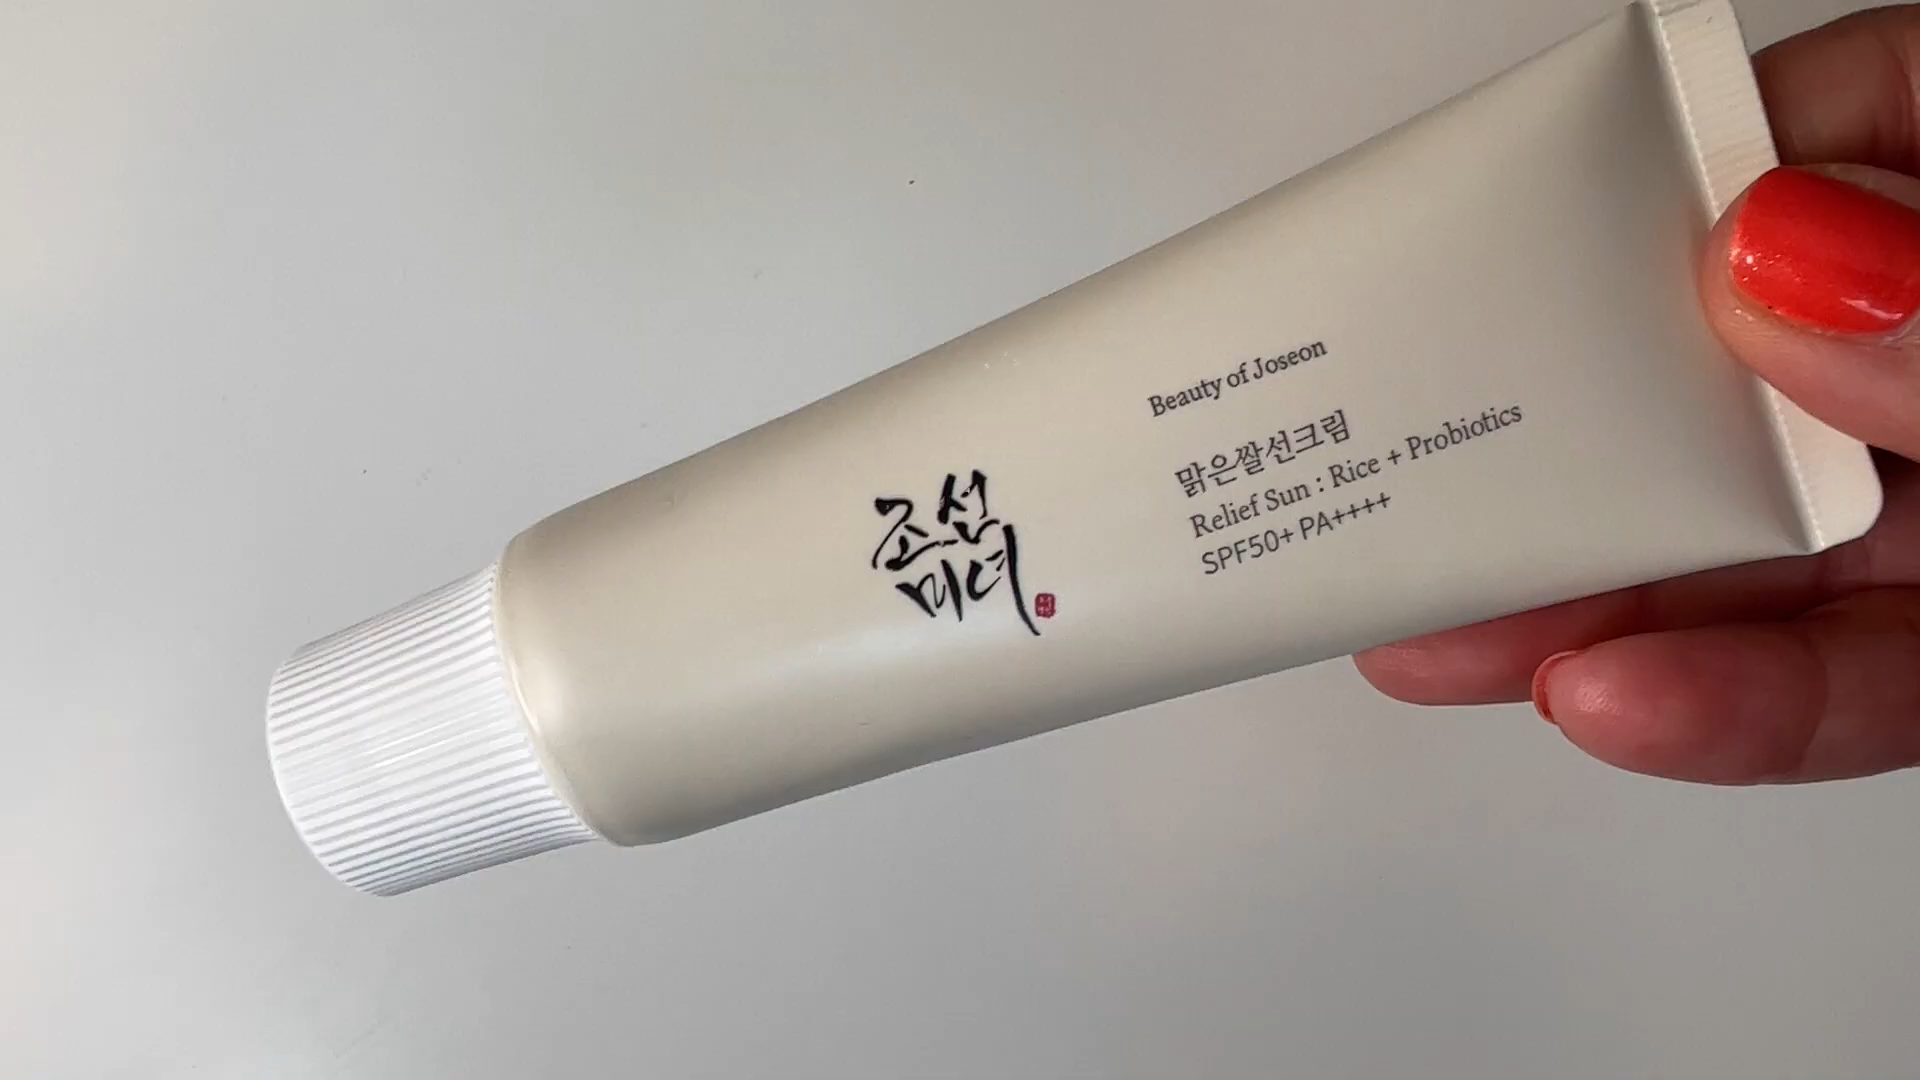 조선
미녀
Beauty of Joseon
맑은쌀선크림
Relief Sun : Rice + Probiotics
SPF50+ PA++++